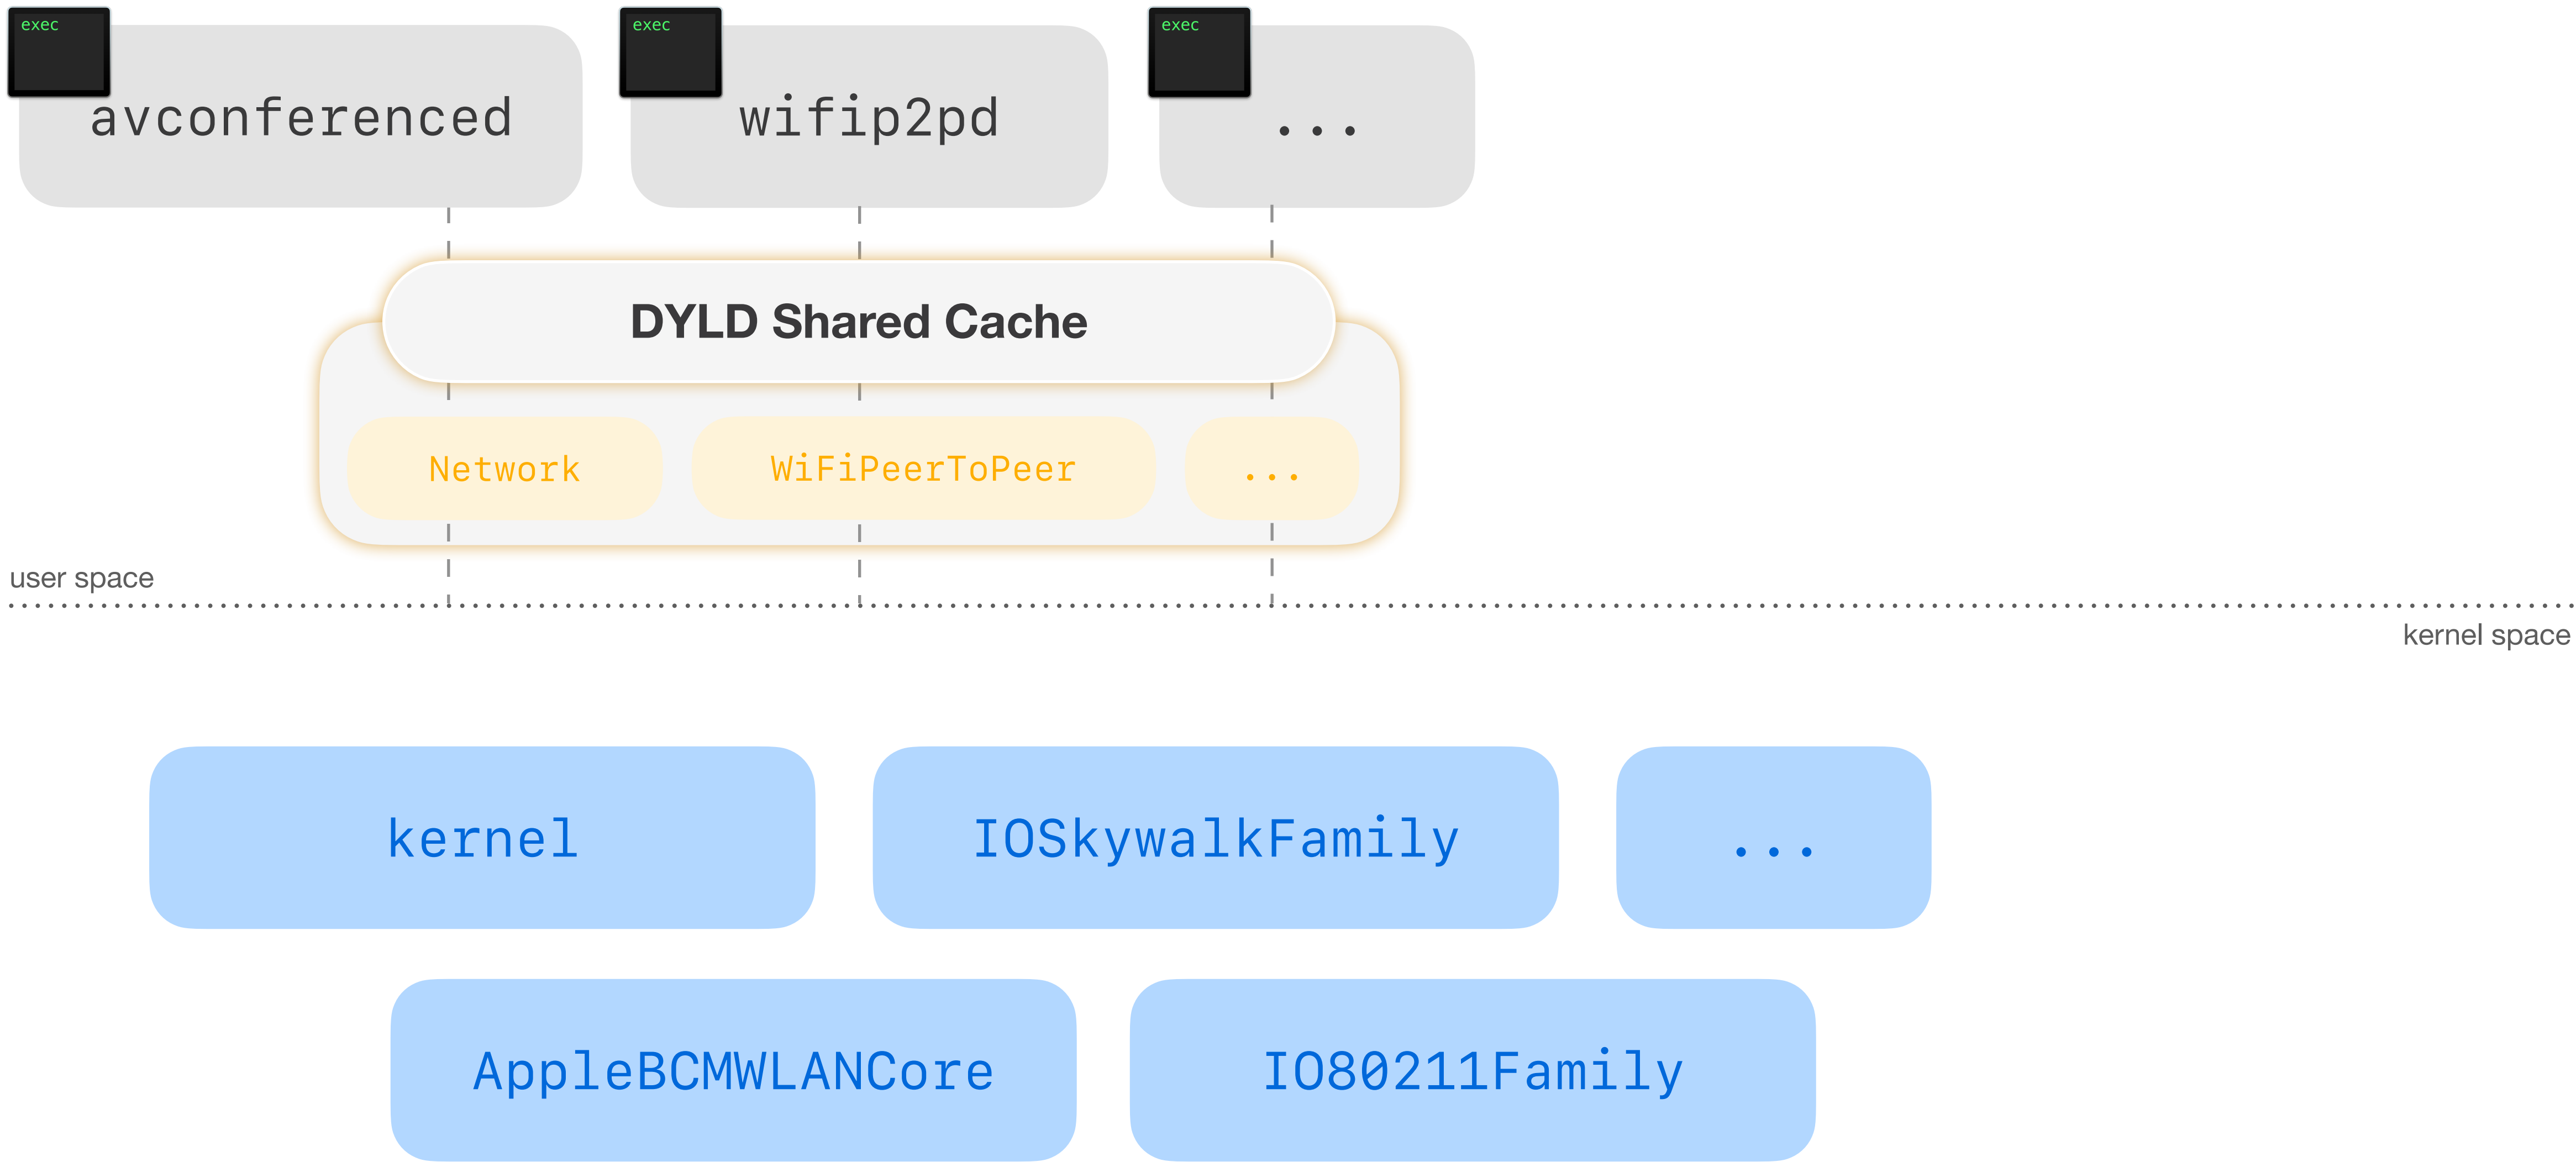 exec
exec
exec
avconferenced
wifip2pd
...
DYLD Shared Cache
Network
WiFiPeerToPeer
...
user space
kernel space
kernel
IOSkywalkFamily
...
AppleBCMWLANCore
IO80211Family